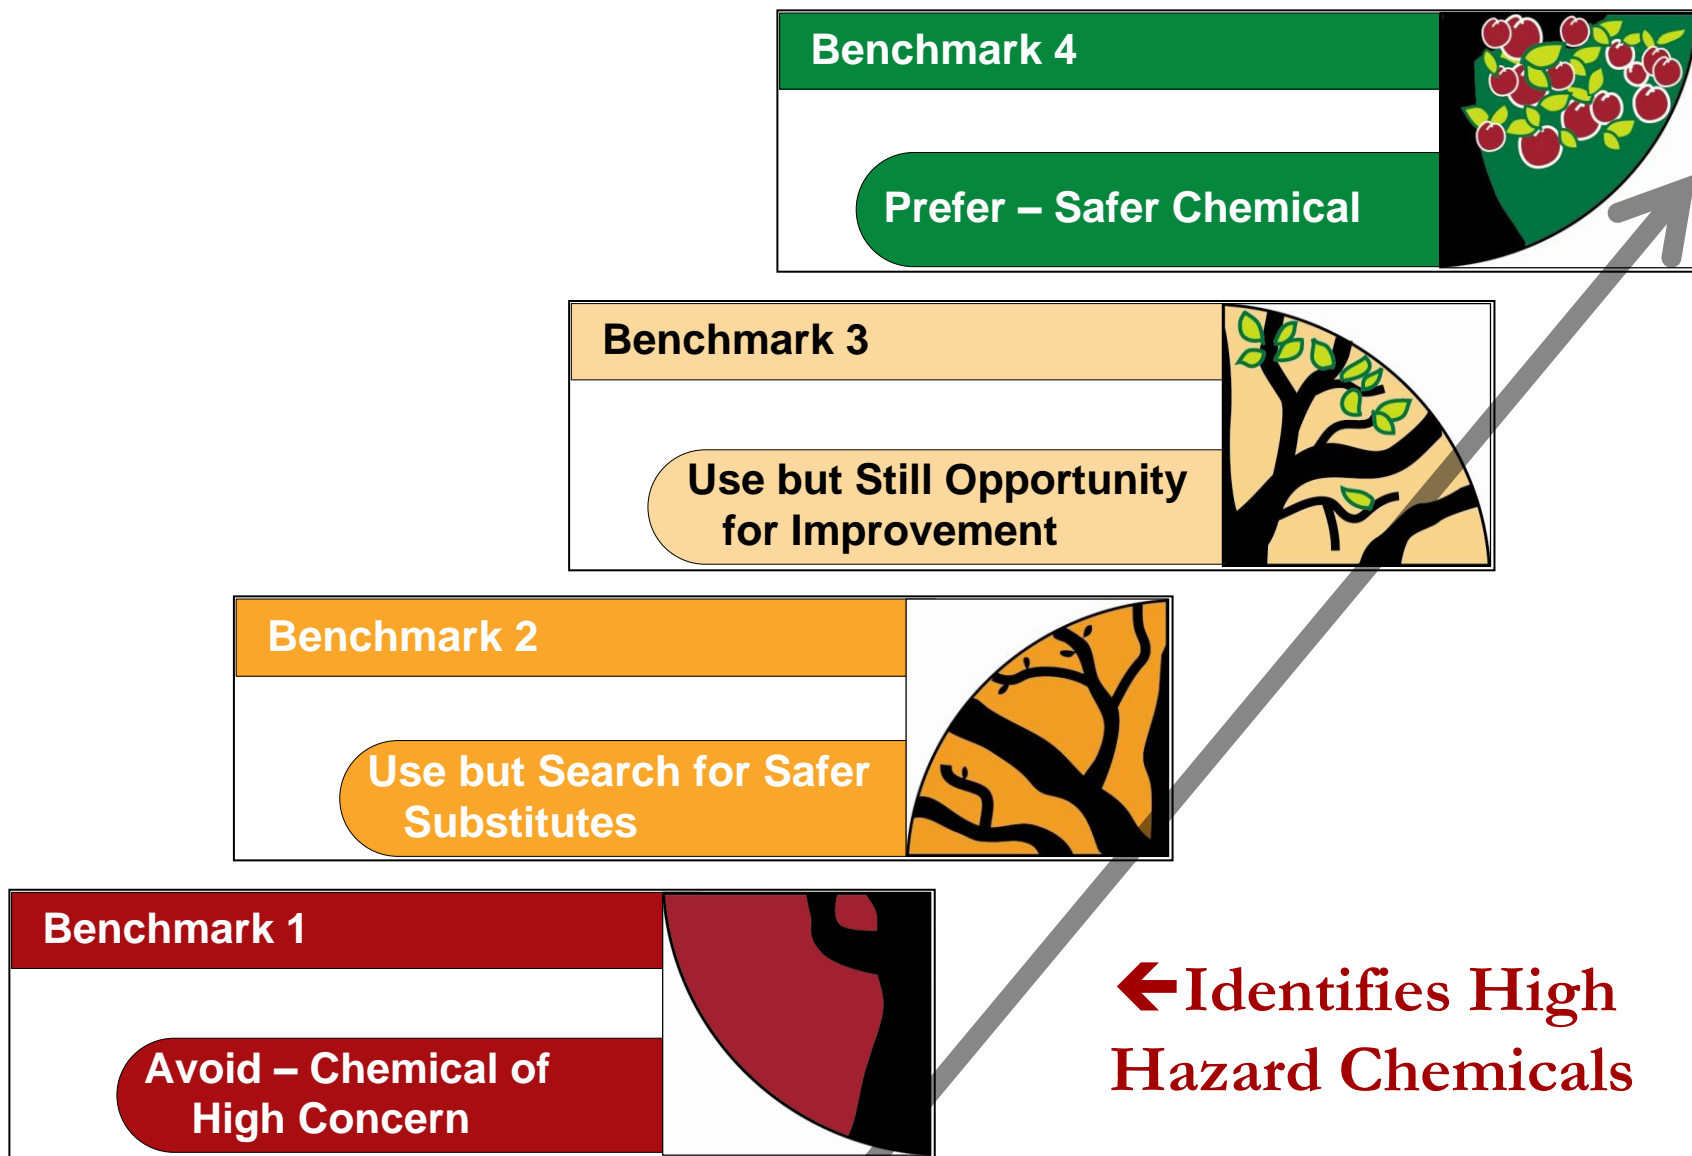 Benchmark 4
Prefer – Safer Chemical
Benchmark 3
Use but Still Opportunity
for Improvement
Benchmark 2
Use but Search for Safer
Substitutes
Benchmark 1
Avoid – Chemical of
High Concern
←Identifies High
Hazard Chemicals